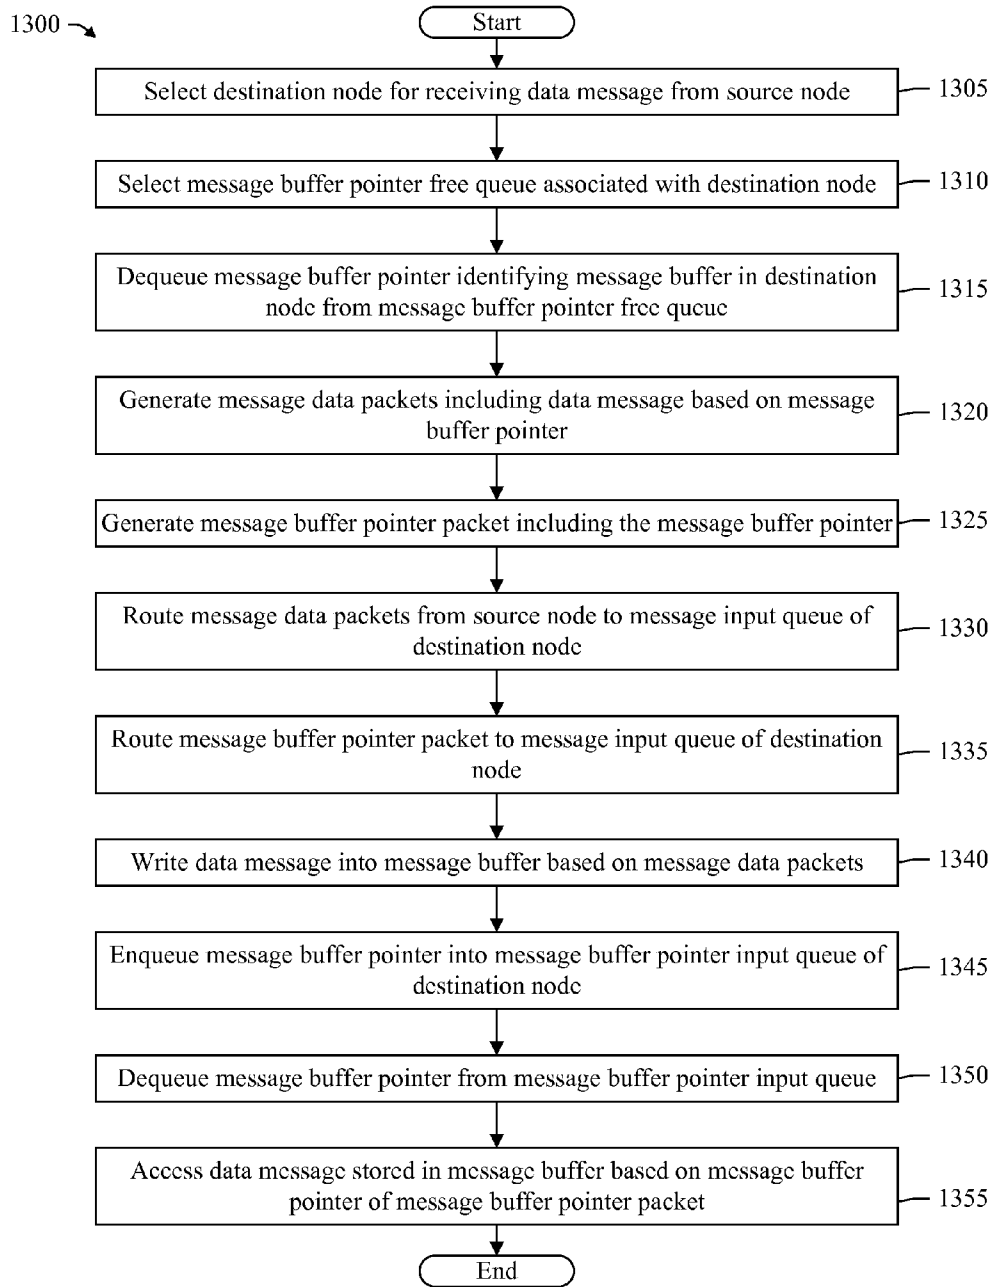 1300
Start
Select destination node for receiving data message from source node
1305
Select message buffer pointer free queue associated with destination node
1310
Dequeue message buffer pointer identifying message buffer in destination
node from message buffer pointer free queue
1315
Generate message data packets including data message based on message
buffer pointer
1320
Generate message buffer pointer packet including the message buffer pointer
1325
Route message data packets from source node to message input queue of
destination node
1330
Route message buffer pointer packet to message input queue of destination
node
1335
Write data message into message buffer based on message data packets
1340
Enqueue message buffer pointer into message buffer pointer input queue of
destination node
1345
Dequeue message buffer pointer from message buffer pointer input queue
1350
Access data message stored in message buffer based on message buffer
pointer of message buffer pointer packet
1355
End